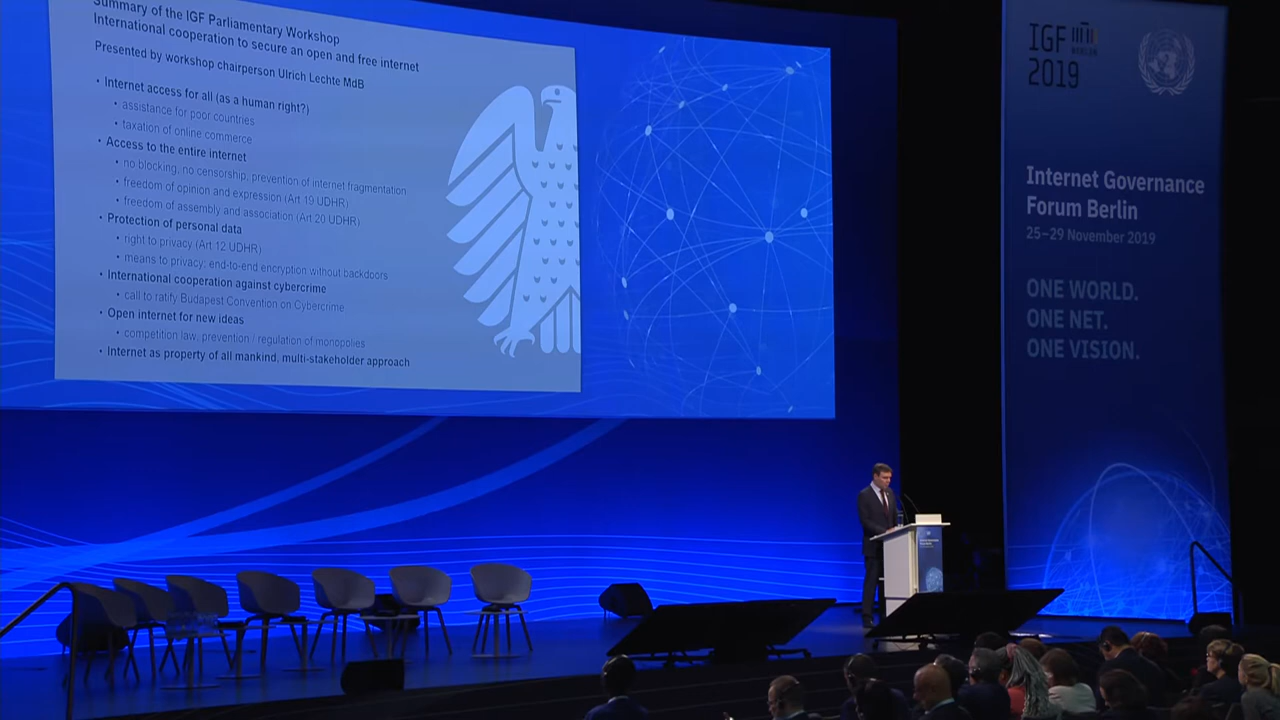 Summary of the IGF Parliamentary Workshop
International cooperation to secure an open and free internet
Presented by workshop chairperson Ulrich Lechte MdB
• Internet access for all (as a human right?)
• assistance for poor countries
• taxation of online commerce
• Access to the entire internet
• no blocking, no censorship, prevention of internet fragmentation
• freedom of opinion and expression (Art 19 UDHR)
• freedom of assembly and association (Art 20 UDHR)
• Protection of personal data
• right to privacy (Art 12 UDHR)
• means to privacy: end-to-end encryption without backdoors
• International cooperation against cybercrime
• call to ratify Budapest Convention on Cybercrime
• Open internet for new ideas
• competition law, prevention / regulation of monopolies
• Internet as property of all mankind, multi-stakeholder approach
IGF BERLIN
2019
Internet Governance
Forum Berlin
25–29 November 2019
ONE WORLD.
ONE NET.
ONE VISION.